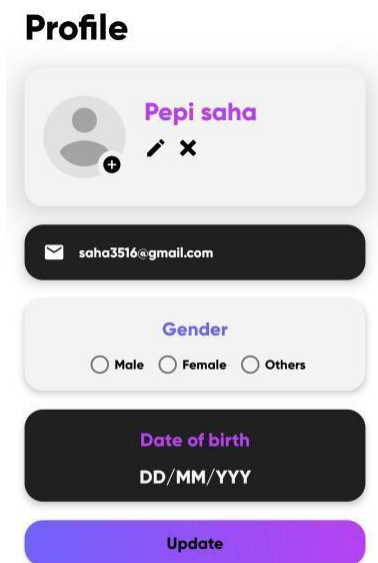 Profile
Pepi saha
saha3516@gmail.com
Gender
Male Female Others
Date of birth
DD/MM/YYY
Update